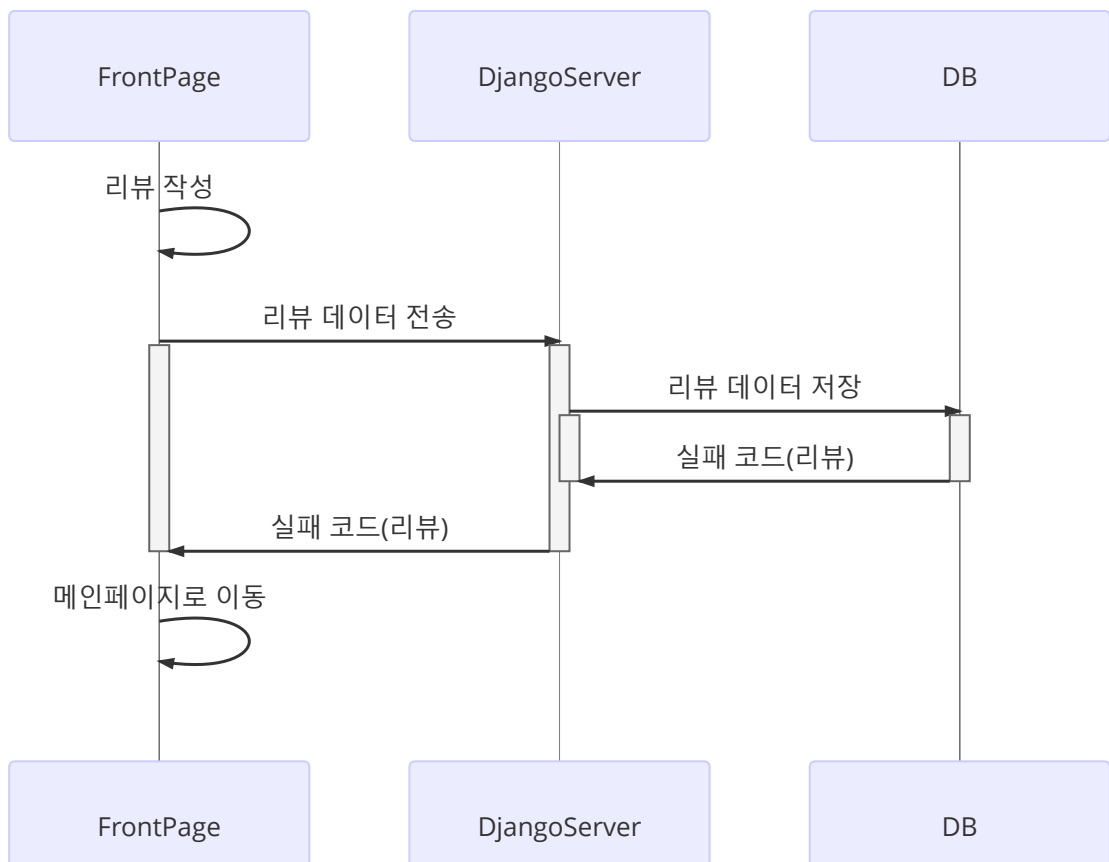 FrontPage
DjangoServer
DB
리뷰 작성
리뷰 데이터 전송
리뷰 데이터 저장
실패 코드(리뷰)
실패 코드(리뷰)
메인페이지로 이동
FrontPage
DjangoServer
DB